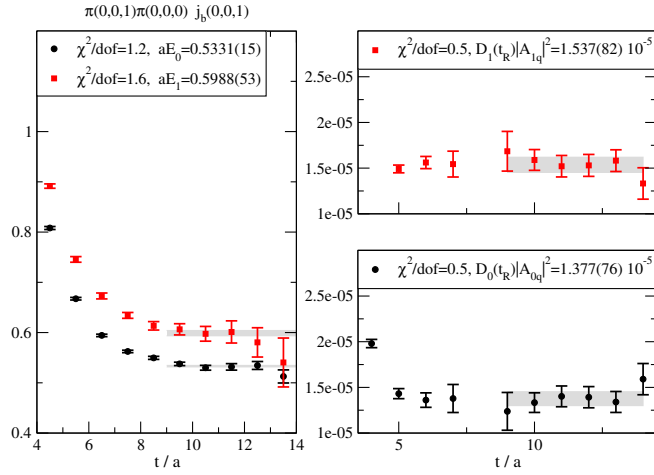 π(0,0,1)π(0,0,0) j_b(0,0,1)
χ²/dof=1.2, aE₀=0.5331(15)
χ²/dof=1.6, aE₁=0.5988(53)
1
0.8
0.6
0.4
4 6 8 10 12 14
t / a
χ²/dof=0.5, D₁(t_R)|A_{1q}|²=1.537(82) 10⁻⁵
2.5e-05
2e-05
1.5e-05
1e-05
χ²/dof=0.5, D₀(t_R)|A_{0q}|²=1.377(76) 10⁻⁵
2.5e-05
2e-05
1.5e-05
1e-05
5 10
t / a